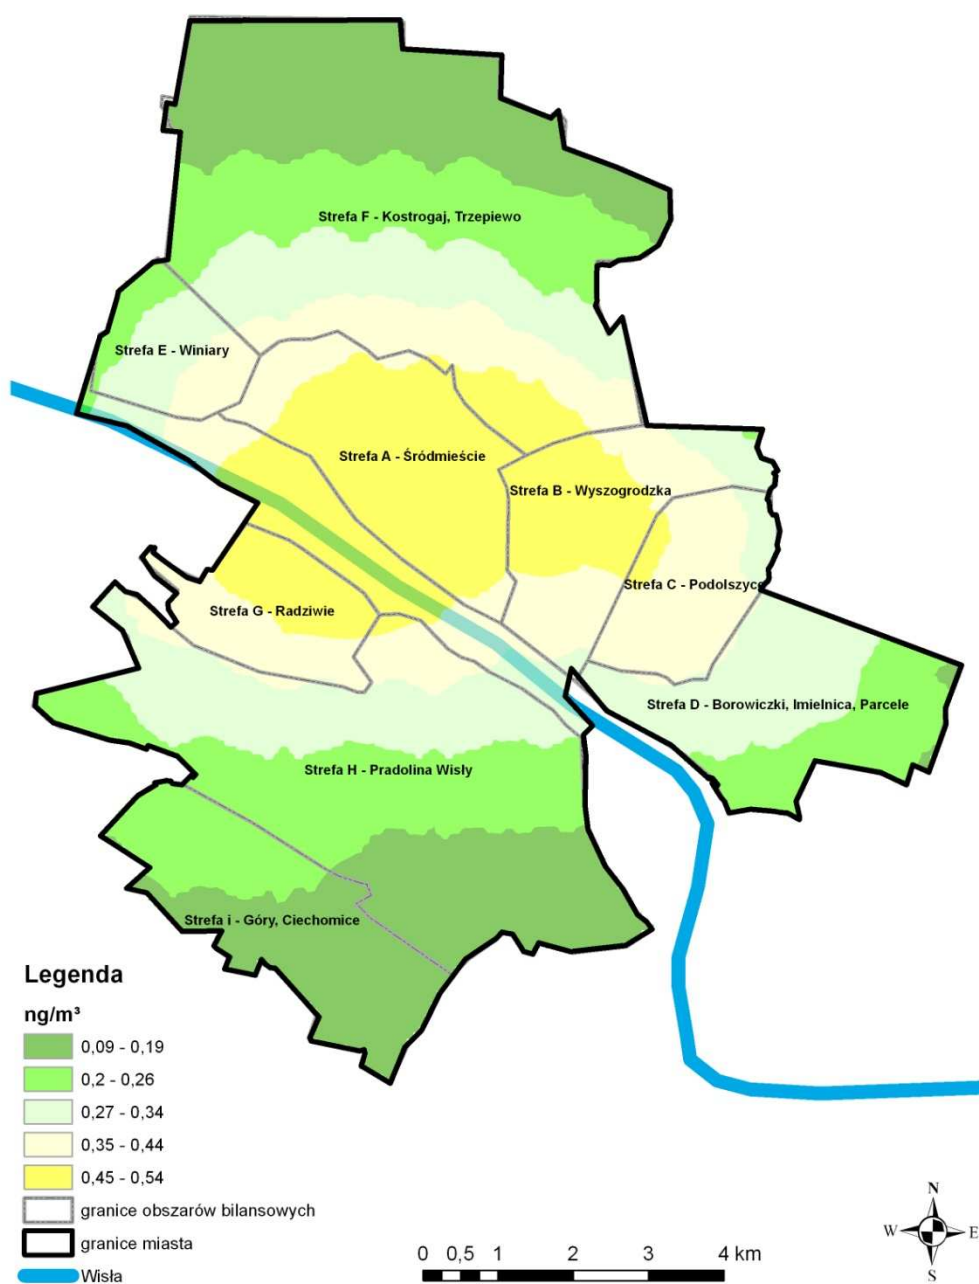 Strefa F - Kostrogaj, Trzepiewo
Strefa E - Winiary
Strefa A - Śródmieście
Strefa B - Wyszogrodzka
Strefa C - Podolszyce
Strefa G - Radziwie
Strefa D - Borowiczki, Imielnica, Parcele
Strefa H - Pradolina Wisły
Strefa i - Góry, Ciechomice
Legenda
ng/m³
0,09 - 0,19
0,2 - 0,26
0,27 - 0,34
0,35 - 0,44
0,45 - 0,54
granice obszarów bilansowych
granice miasta
Wisła
0 0,5 1 2 3 4 km
N
W E
S